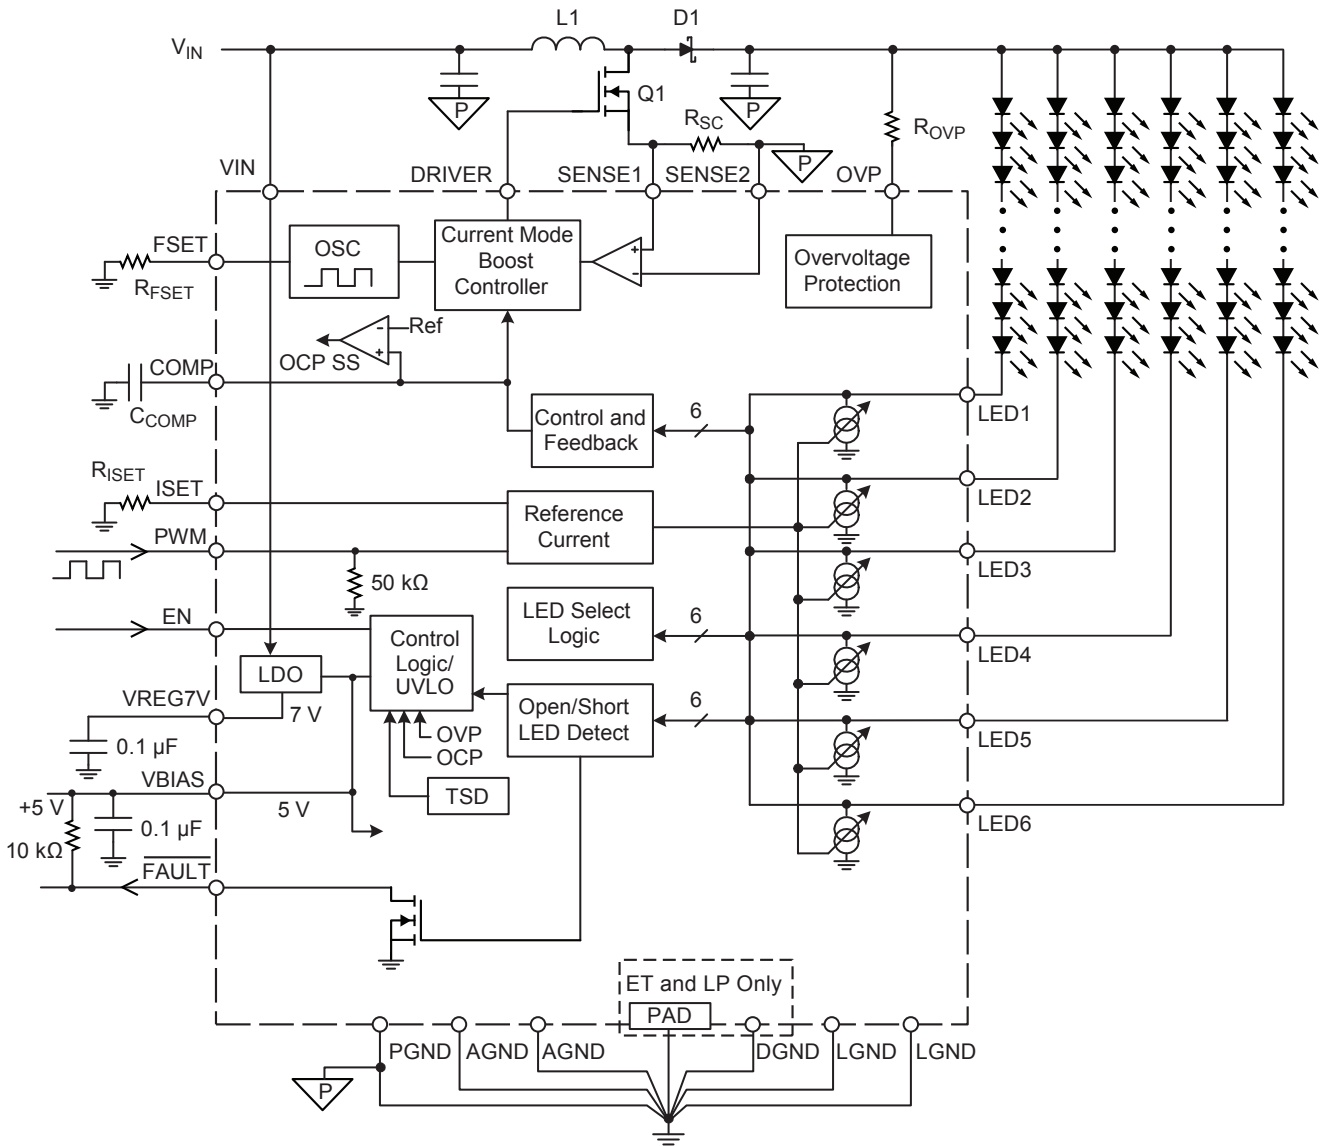 L1
D1
VIN
P
Q1
P
RSC
P
ROVP
VIN
DRIVER
SENSE1
SENSE2
OVP
FSET
RFSET
OSC
Current Mode
Boost
Controller
+
-
Overvoltage
Protection
-
Ref
+
OCP SS
COMP
CCOMP
Control and
Feedback
6
LED1
RISET
ISET
Reference
Current
LED2
PWM
50 kΩ
LED3
EN
LED Select
Logic
6
LED4
Control
Logic/
UVLO
LDO
VREG7V
7 V
0.1 µF
Open/Short
LED Detect
6
LED5
OVP
OCP
TSD
VBIAS
+5 V
5 V
0.1 µF
10 kΩ
LED6
FAULT
ET and LP Only
PAD
PGND
AGND
AGND
DGND
LGND
LGND
P